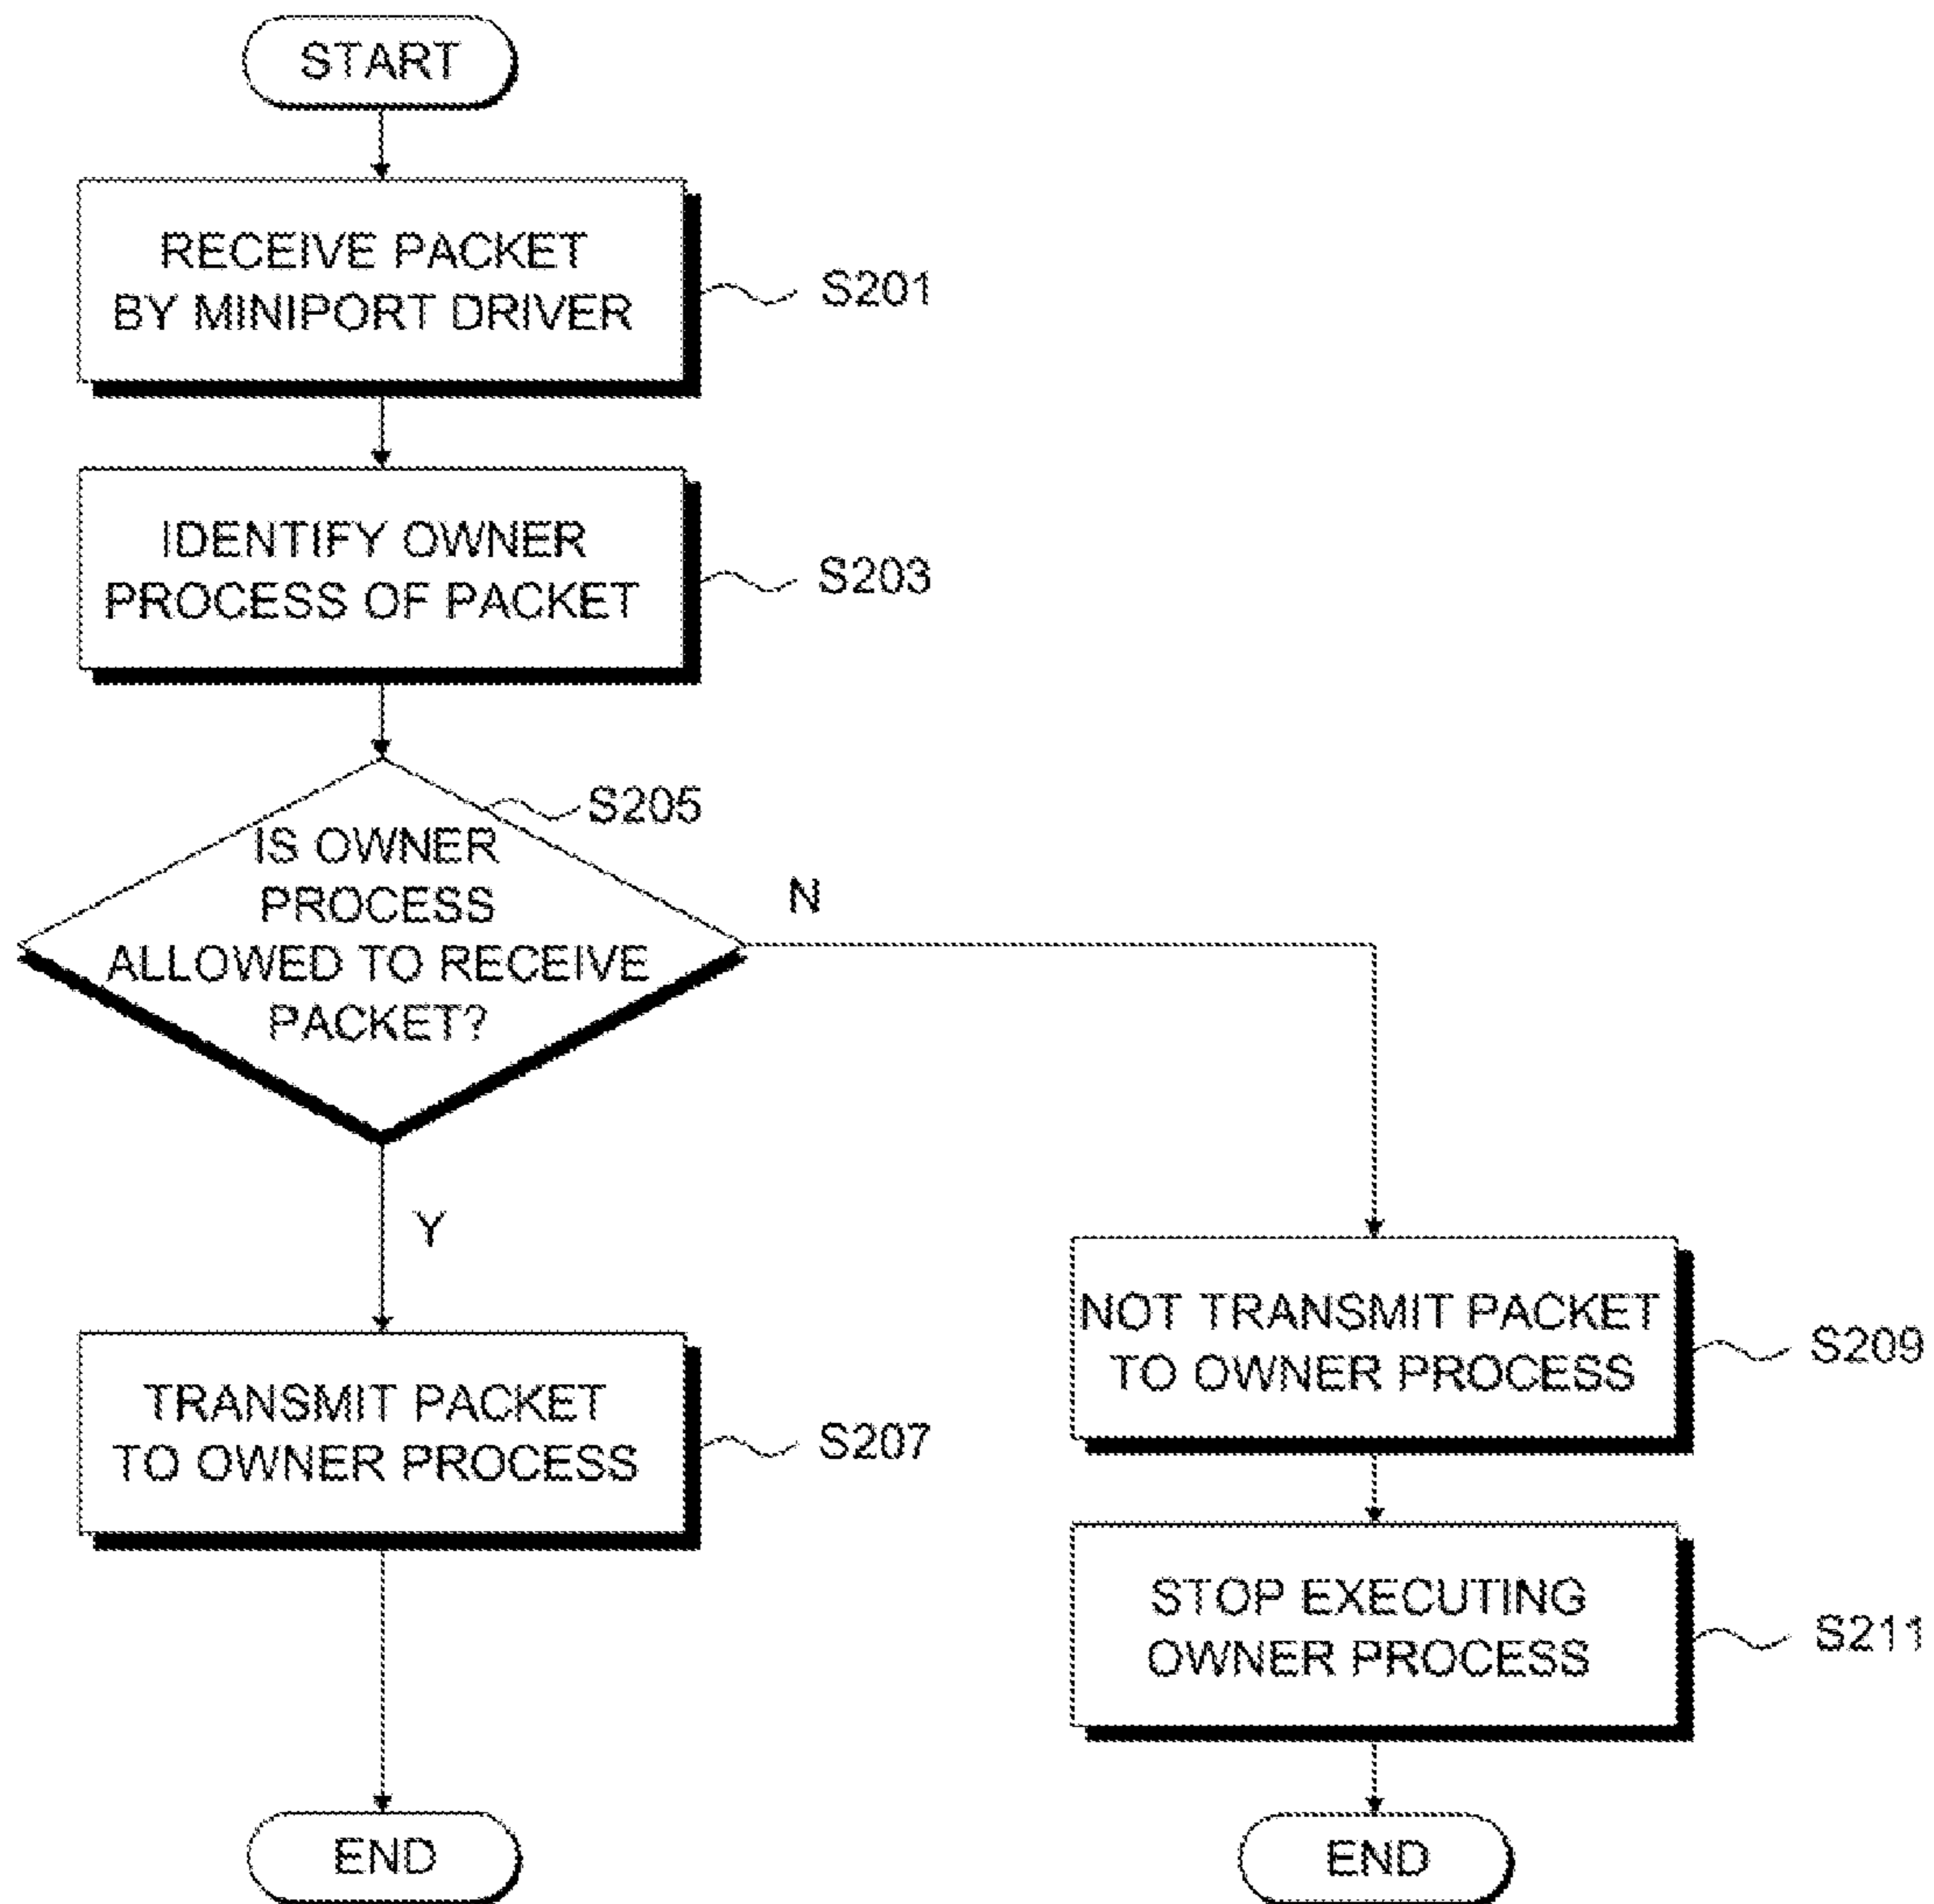 START
RECEIVE PACKET
BY MINIPORT DRIVER
S201
IDENTIFY OWNER
PROCESS OF PACKET
S203
S205
IS OWNER
PROCESS
ALLOWED TO RECEIVE
PACKET?
N
Y
TRANSMIT PACKET
TO OWNER PROCESS
S207
NOT TRANSMIT PACKET
TO OWNER PROCESS
S209
STOP EXECUTING
OWNER PROCESS
S211
END
END